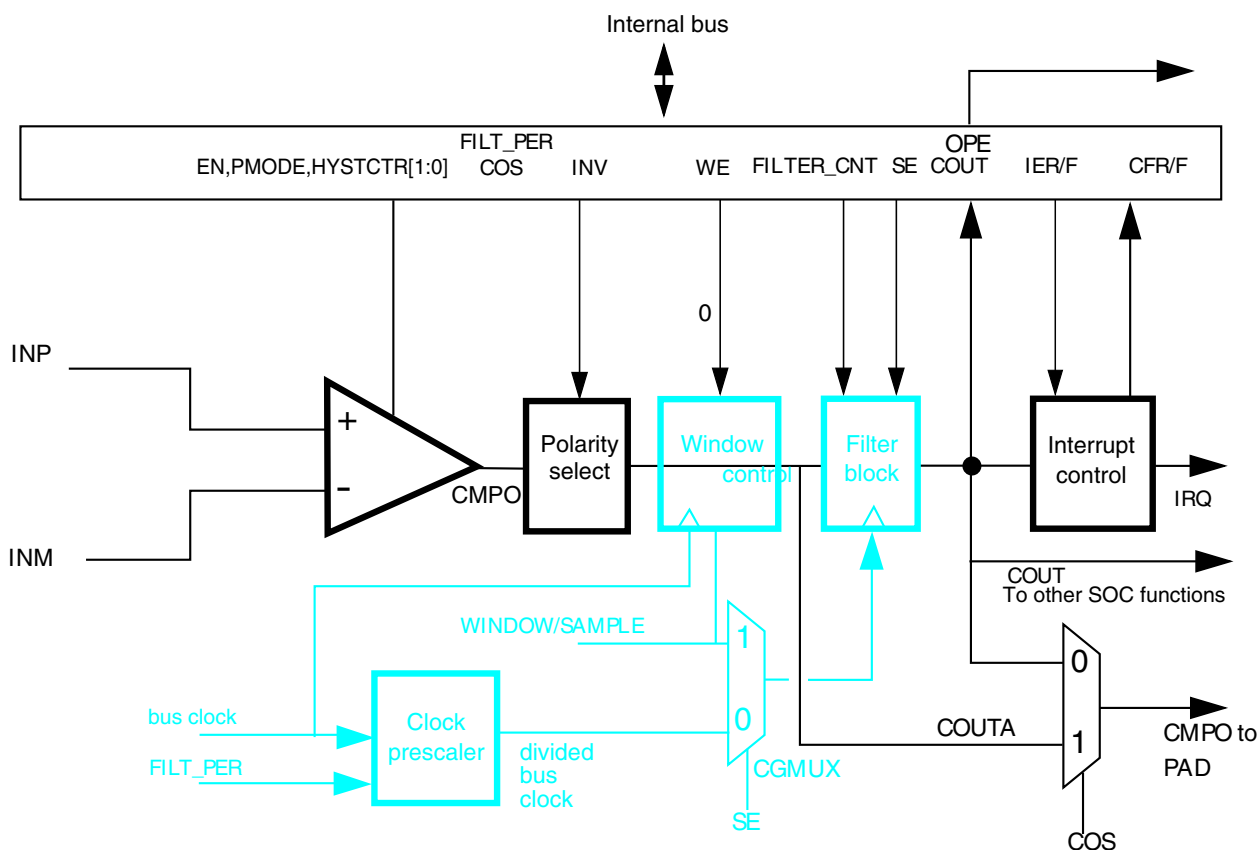 Internal bus
FILT_PER
OPE
EN,PMODE,HYSTCTR[1:0] COS INV WE FILTER_CNT SE COUT IER/F CFR/F
0
INP
INM
+
-
CMPO
Polarity
select
Window
control
Filter
block
Interrupt
control
IRQ
COUT
To other SOC functions
WINDOW/SAMPLE
1
0
CGMUX
SE
bus clock
FILT_PER
Clock
prescaler
divided
bus
clock
COUTA
0
1
CMPO to
PAD
COS